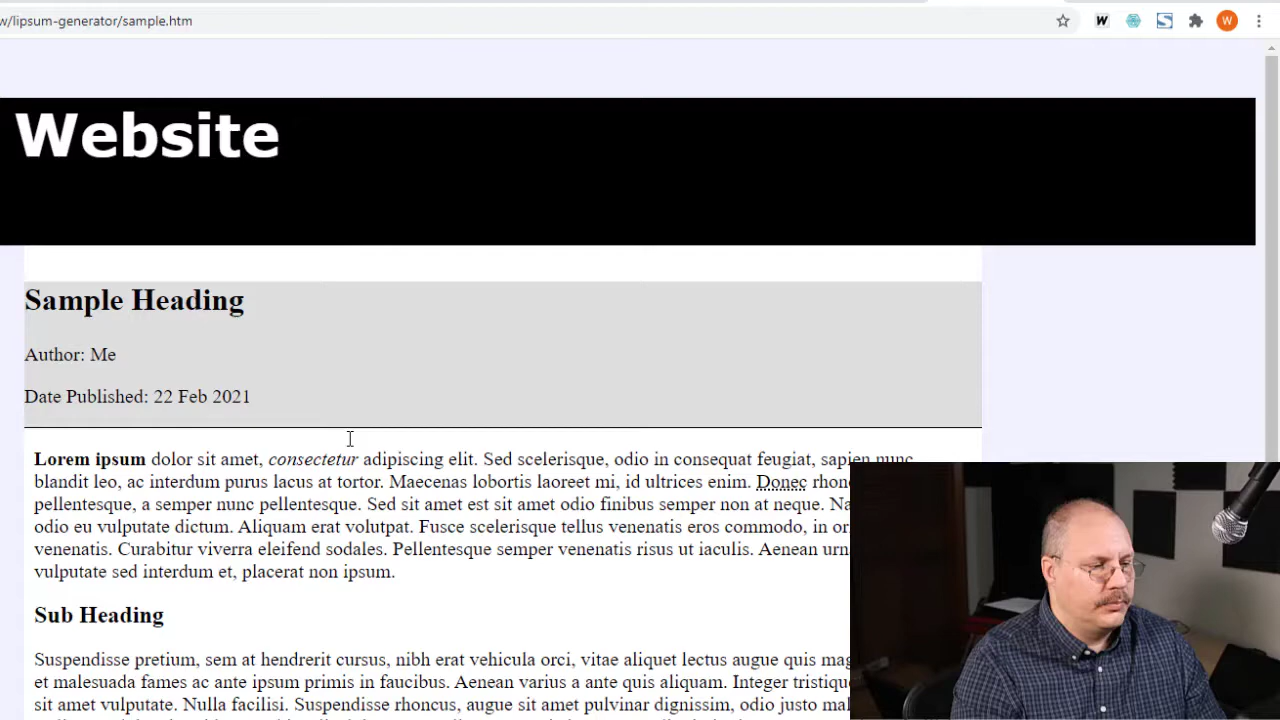 w/lipsum-generator/sample.htm
W
S
W
Website
Sample Heading
Author: Me
Date Published: 22 Feb 2021
Lorem ipsum dolor sit amet, consectetur adipiscing elit. Sed scelerisque, odio in consequat feugiat, sapien nunc
blandit leo, ac interdum purus lacus at tortor. Maecenas lobortis laoreet mi, id ultrices enim. Donec
pellentesque, a semper nunc pellentesque. Sed sit amet est sit amet odio finibus semper non at neque.
odio eu vulputate dictum. Aliquam erat volutpat. Fusce scelerisque tellus venenatis eros commodo, in
venenatis. Curabitur viverra eleifend sodales. Pellentesque semper venenatis risus ut iaculis. Aenean
vulputate sed interdum et, placerat non ipsum.
Sub Heading
Suspendisse pretium, sem at hendrerit cursus, nibh erat vehicula orci, vitae aliquet lectus augue quis
et malesuada fames ac ante ipsum primis in faucibus. Aenean varius a ante quis aliquam. Integer
sit amet vulputate. Nulla facilisi. Suspendisse rhoncus, augue sit amet pulvinar dignissim, odio justo